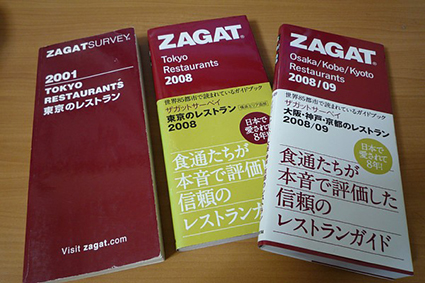 ZAGATSURVEY®
2001
TOKYO
RESTAURANTS
東京のレストラン
Visit zagat.com
ZAGAT®
Tokyo
Restaurants
2008
世界85都市で読まれているガイドブック
ザガットサーベイ
東京のレストラン
2008
日本で
愛されて
8年!
食通たちが
本音で評価し
信頼の
レストランガ
ZAGAT®
Osaka/Kobe/Kyoto
Restaurants
2008/09
世界85都市で読まれているガイドブック
ザガットサーベイ
大阪・神戸・京都のレストラン
2008/09
日本で
愛されて
8年!
食通たちが
本音で評価した
信頼の
レストランガイド